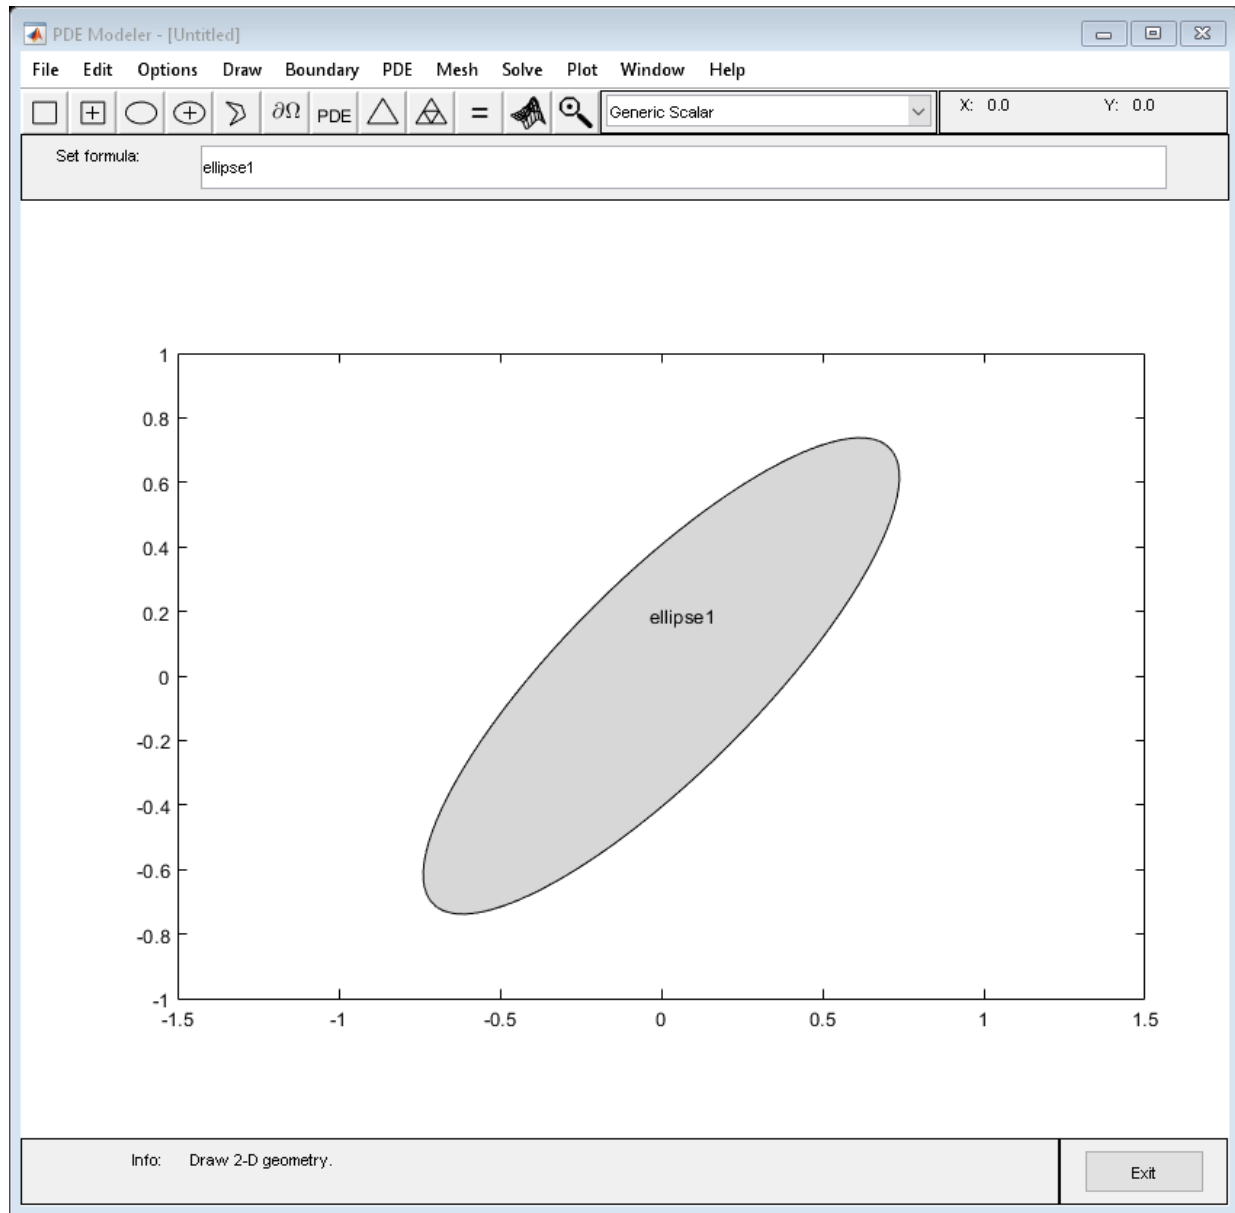 PDE Modeler - [Untitled]
File Edit Options Draw Boundary PDE Mesh Solve Plot Window Help
∂Ω PDE = Generic Scalar X: 0.0 Y: 0.0
Set formula: ellipse1
1
0.8
0.6
0.4
0.2
0
-0.2
-0.4
-0.6
-0.8
-1
ellipse1
-1.5 -1 -0.5 0 0.5 1 1.5
Info: Draw 2-D geometry. Exit